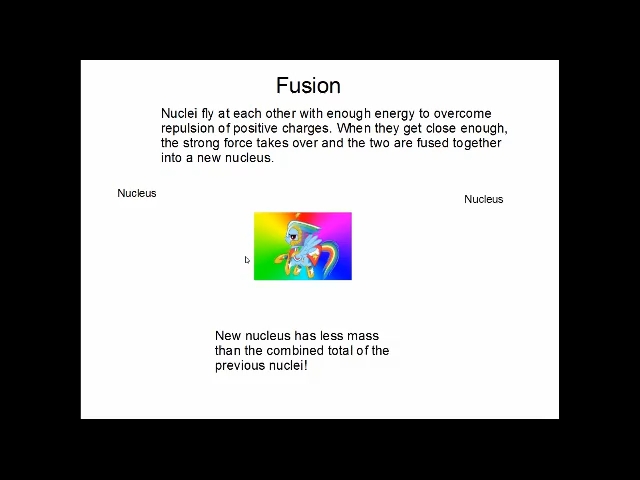 Fusion
Nuclei fly at each other with enough energy to overcome
repulsion of positive charges. When they get close enough,
the strong force takes over and the two are fused together
into a new nucleus.
Nucleus
Nucleus
New nucleus has less mass
than the combined total of the
previous nuclei!